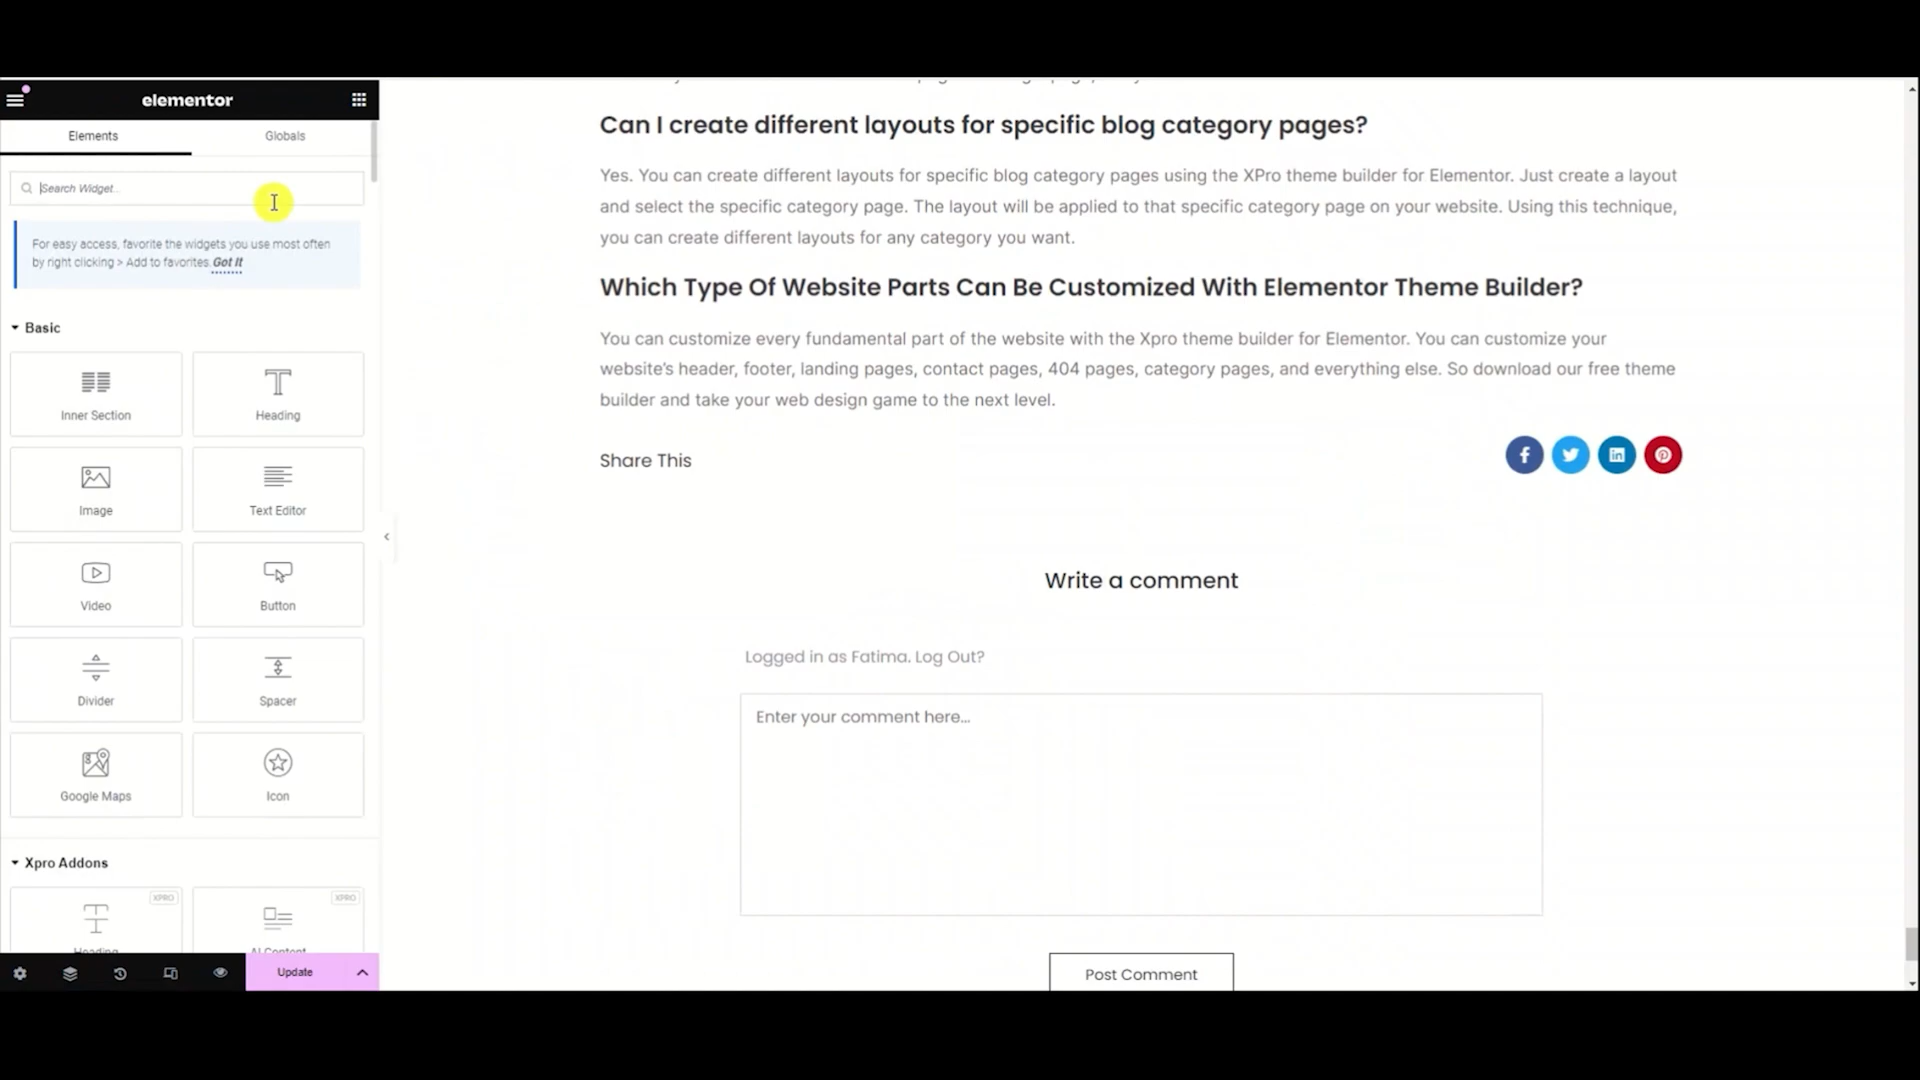 elementor
Elements
Globals
Search Widget...
For easy access, favorite the widgets you use most often
by right clicking > Add to favorites. Got It
Basic
Inner Section
Heading
Image
Text Editor
Video
Button
Divider
Spacer
Google Maps
Icon
Xpro Addons
XPRO
XPRO
Heading
AI Content
Update
Can I create different layouts for specific blog category pages?
Yes. You can create different layouts for specific blog category pages using the XPro theme builder for Elementor. Just create a layout
and select the specific category page. The layout will be applied to that specific category page on your website. Using this technique,
you can create different layouts for any category you want.
Which Type Of Website Parts Can Be Customized With Elementor Theme Builder?
You can customize every fundamental part of the website with the Xpro theme builder for Elementor. You can customize your
website's header, footer, landing pages, contact pages, 404 pages, category pages, and everything else. So download our free theme
builder and take your web design game to the next level.
Share This
Write a comment
Logged in as Fatima. Log Out?
Enter your comment here...
Post Comment